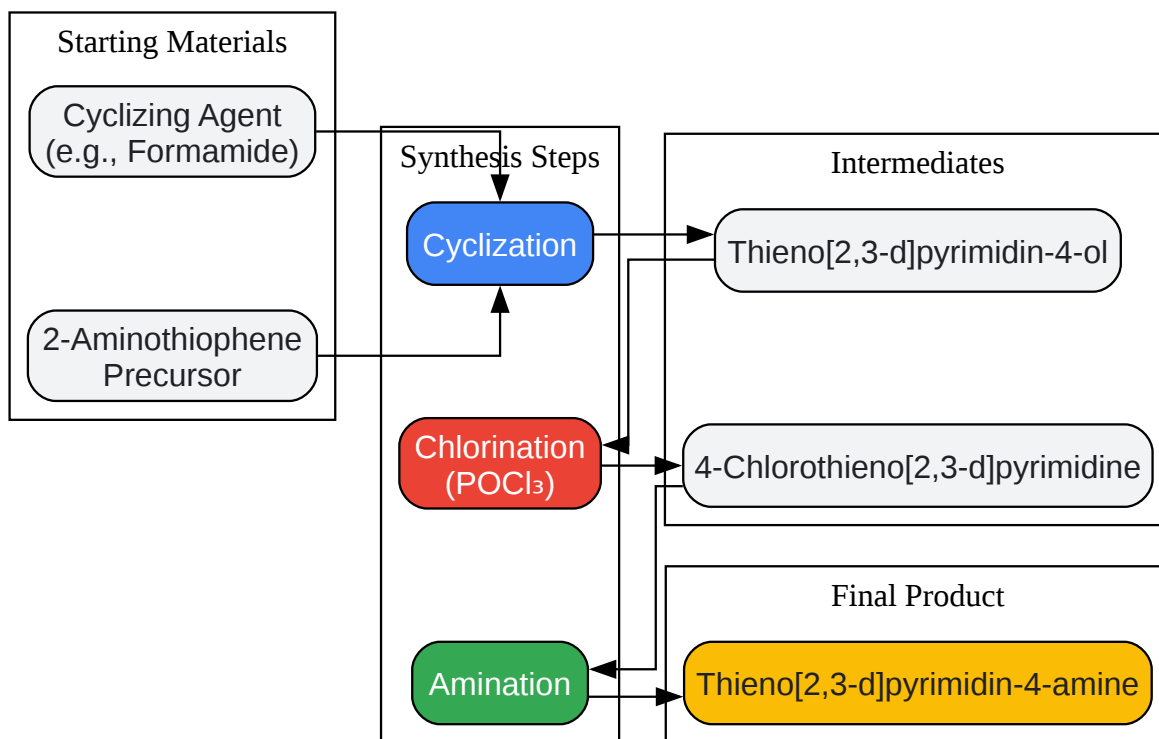 Starting Materials
Cyclizing Agent
(e.g., Formamide)
2-Aminothiophene
Precursor
Synthesis Steps
Cyclization
Chlorination
(POCl₃)
Amination
Intermediates
Thieno[2,3-d]pyrimidin-4-ol
4-Chlorothieno[2,3-d]pyrimidine
Final Product
Thieno[2,3-d]pyrimidin-4-amine